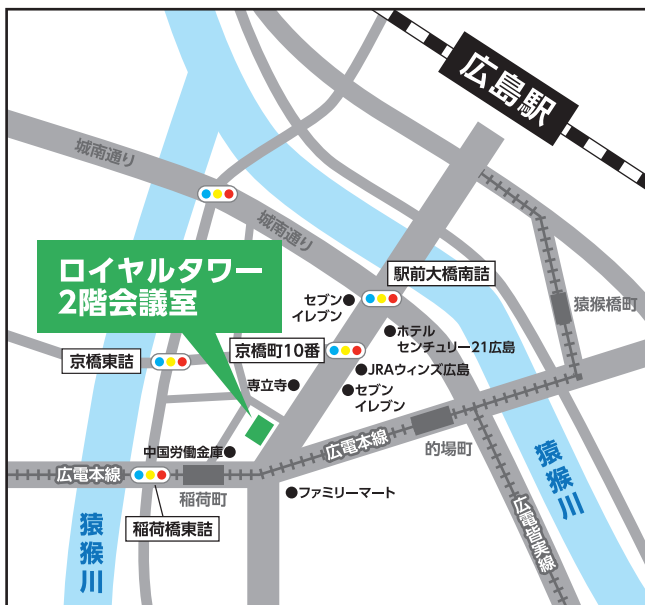 広島駅
城南通り
城南通り
ロイヤルタワー
2階会議室
駅前大橋南詰
セブン
イレブン
猿猴橋町
ホテル
センチュリー21広島
京橋町10番
京橋東詰
JRAウィンズ広島
専立寺
セブン
イレブン
中国労働金庫
広電本線
的場町
広電本線
稲荷町
ファミリーマート
稲荷橋東詰
猿猴川
猿猴川
広電皆実線